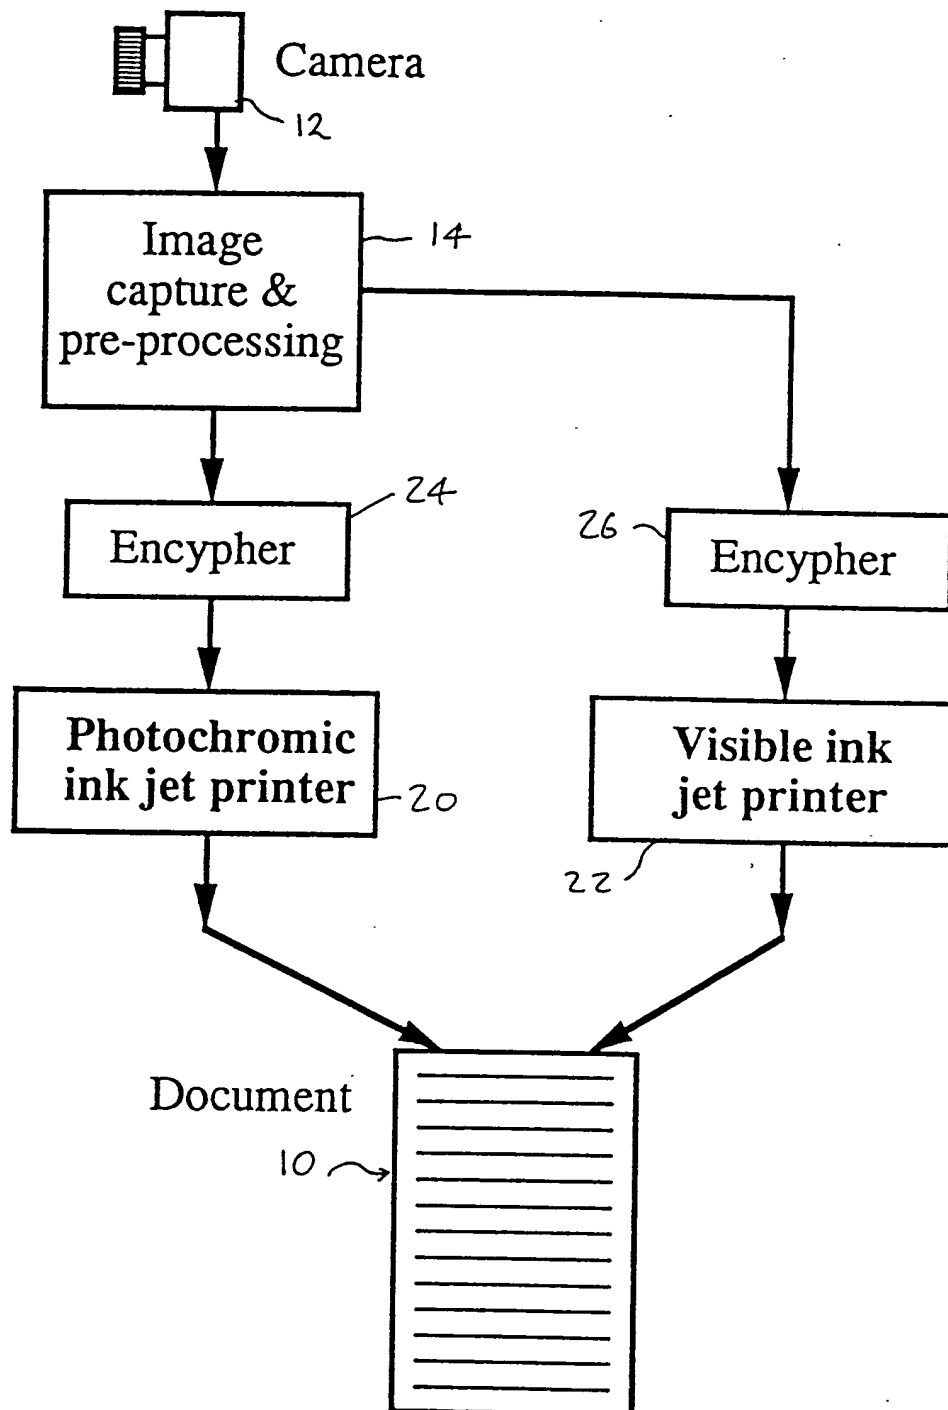 Camera
12
Image
capture &
pre-processing
14
24
Encypher
26
Encypher
Photochromic
ink jet printer
20
Visible ink
jet printer
22
Document
10